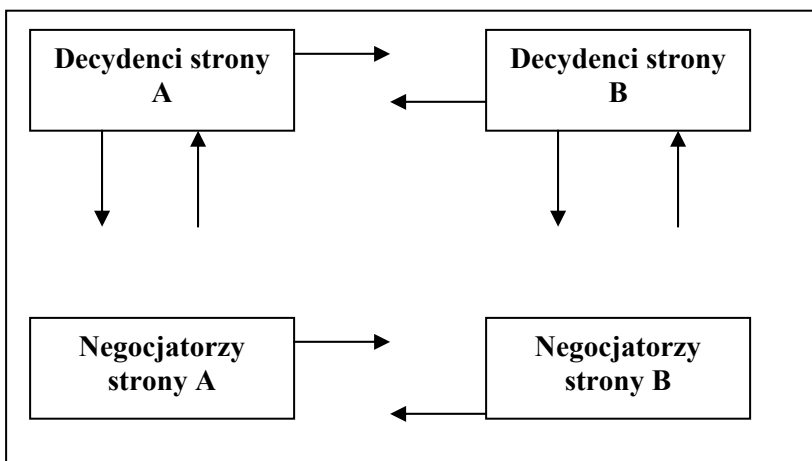 Decydenci strony
A
Decydenci strony
B
Negocjatorzy
strony A
Negocjatorzy
strony B